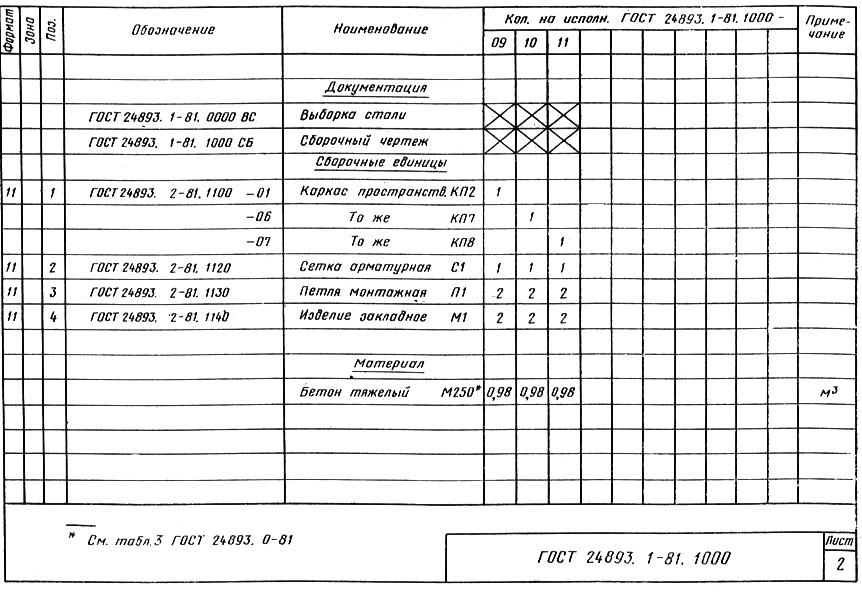 Формат Зона Поз. Обозначение Наименование Кол. на исполн. ГОСТ 24893. 1-81. 1000 - Приме-чание
09 10 11
Документация
ГОСТ 24893. 1-81. 0000 ВС Выборка стали
ГОСТ 24893. 1-81. 1000 СБ Сборочный чертеж
Сборочные единицы
11 1 ГОСТ 24893. 2-81. 1100 -01 Каркас пространств. КП2 1
-06 То же КП7 1
-07 То же КП8 1
11 2 ГОСТ 24893. 2-81. 1120 Сетка арматурная С1 1 1 1
11 3 ГОСТ 24893. 2-81. 1130 Петля монтажная П1 2 2 2
11 4 ГОСТ 24893. 2-81. 1140 Изделие закладное М1 2 2 2
Материал
Бетон тяжелый М250* 0,98 0,98 0,98 м³
* См. табл.3 ГОСТ 24893. 0-81
ГОСТ 24893. 1-81. 1000 Лист
2